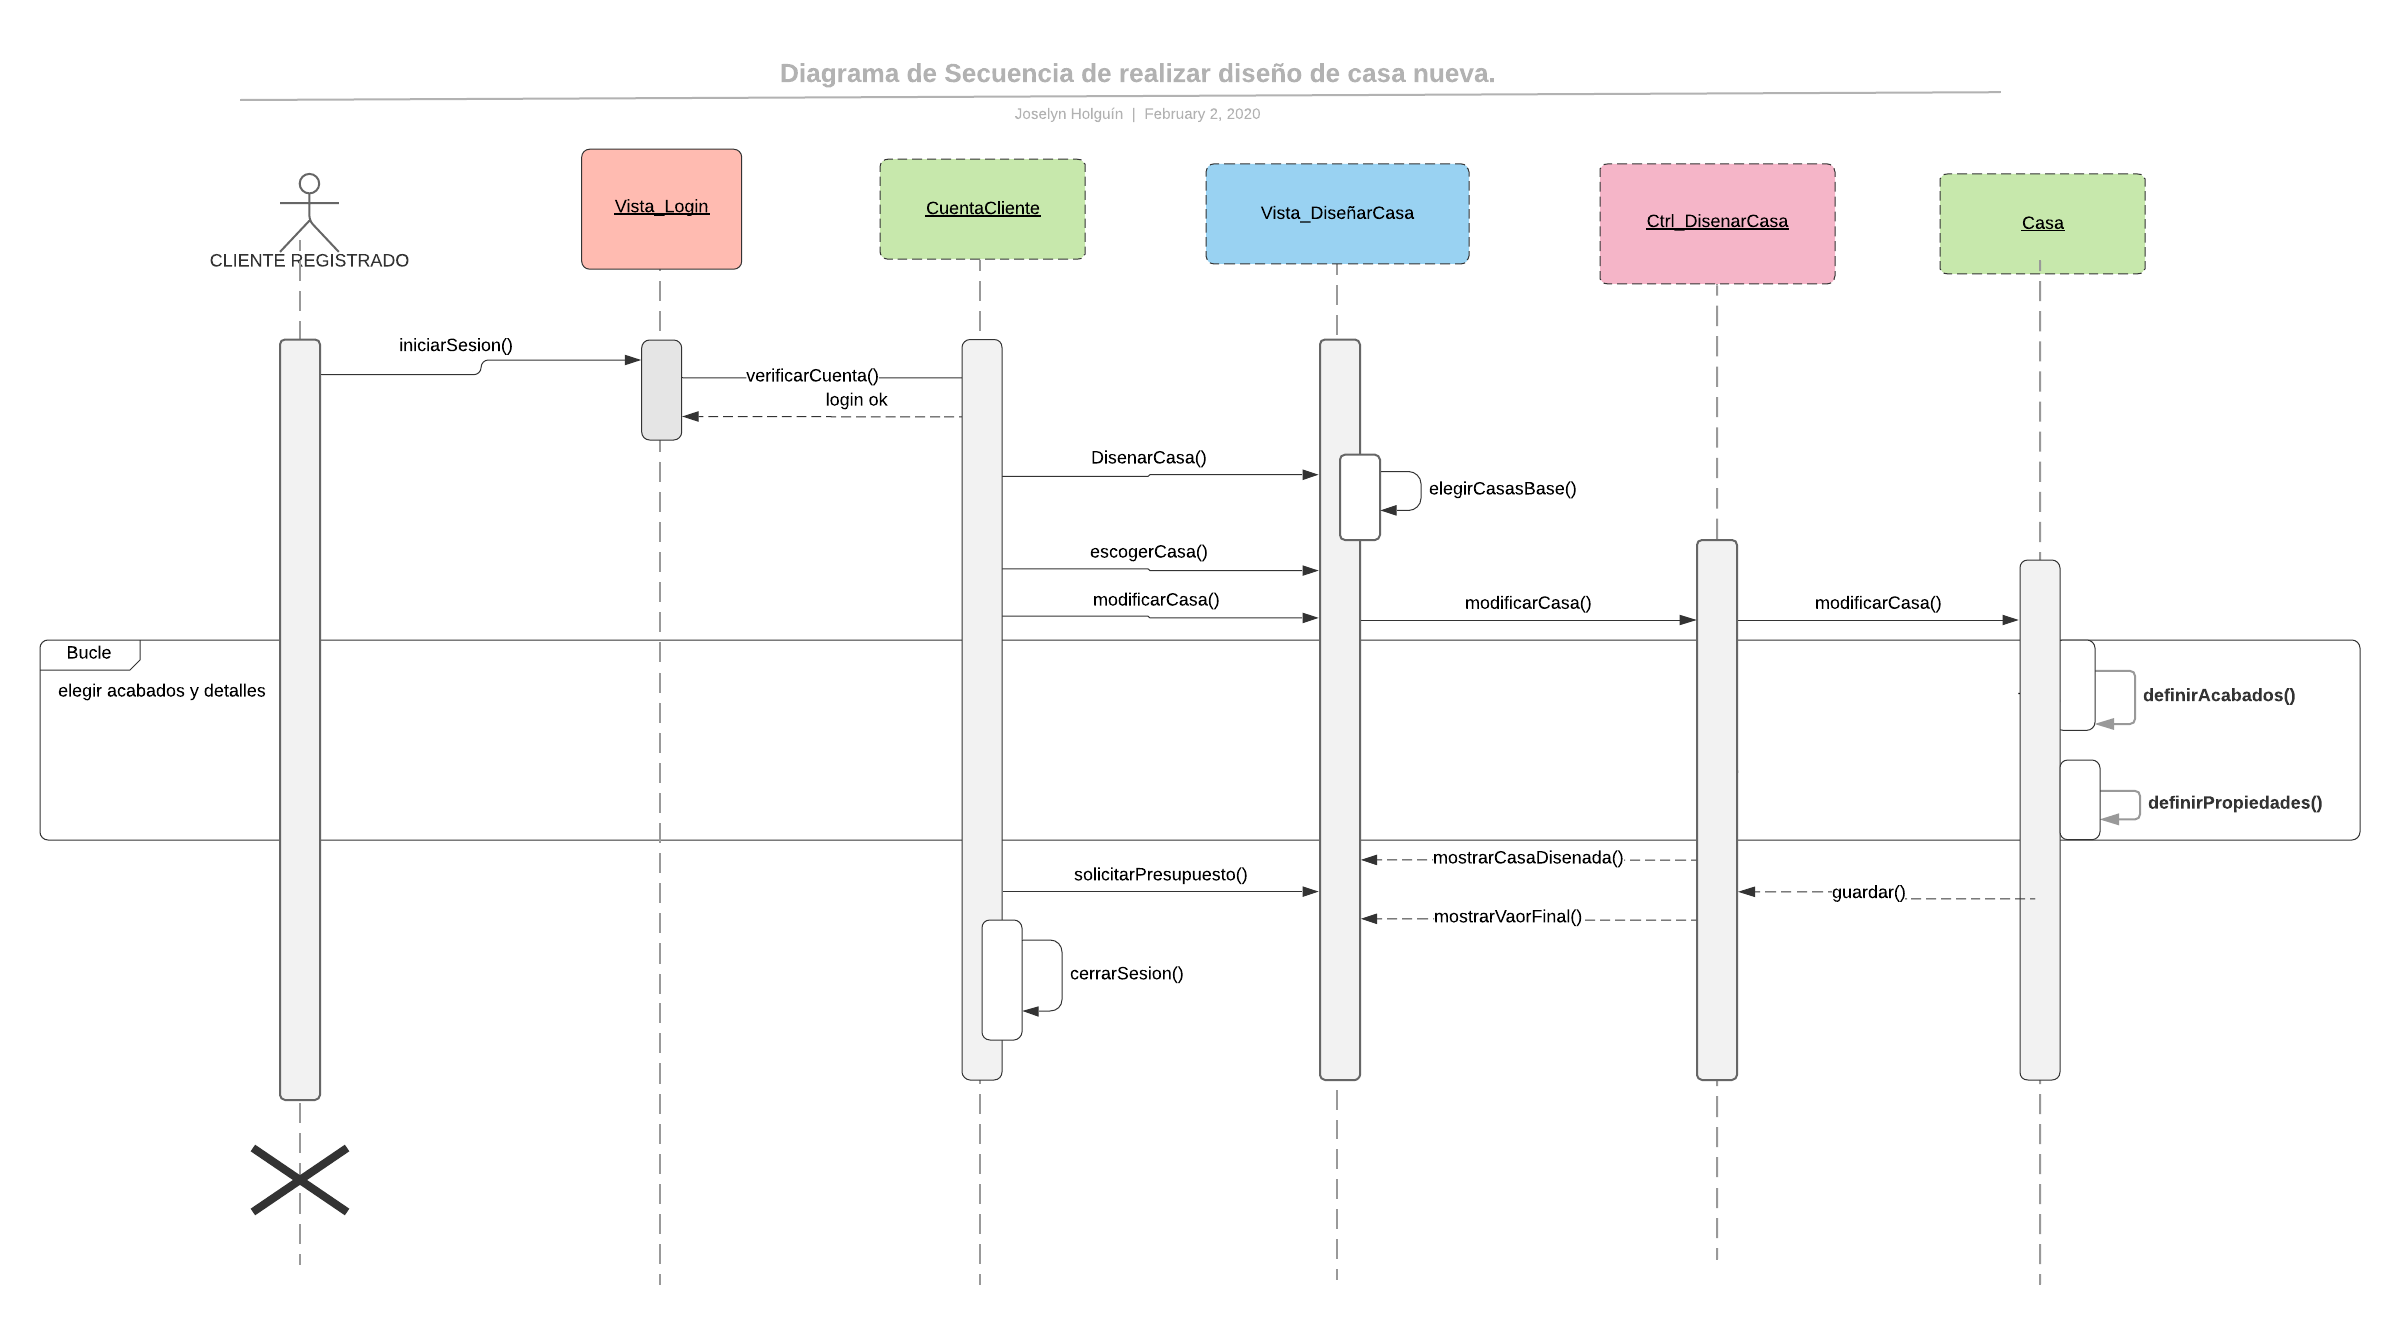 Diagrama de Secuencia de realizar diseño de casa nueva.
Joselyn Holguín | February 2, 2020
CLIENTE REGISTRADO
Vista_Login
CuentaCliente
Vista_DiseñarCasa
Ctrl_DisenarCasa
Casa
iniciarSesion()
verificarCuenta()
login ok
DisenarCasa()
elegirCasasBase()
escogerCasa()
modificarCasa()
modificarCasa()
modificarCasa()
Bucle
elegir acabados y detalles
definirAcabados()
definirPropiedades()
mostrarCasaDisenada()
solicitarPresupuesto()
guardar()
mostrarVaorFinal()
cerrarSesion()